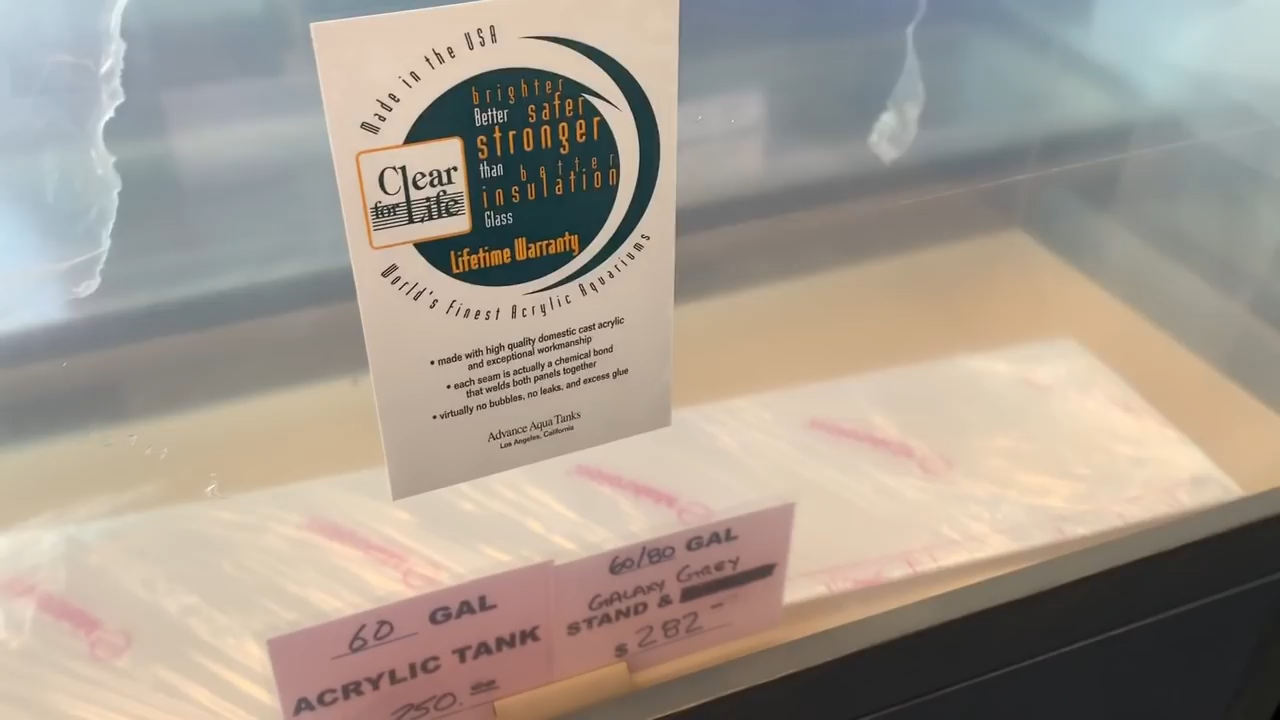 Made in the USA
brighter
Better safer
stronger
than better
insulation
Glass
Clear
for Life
Lifetime Warranty
World's Finest Acrylic Aquariums
• made with high quality domestic cast acrylic
and exceptional workmanship
• each seam is actually a chemical bond
that welds both panels together
• virtually no bubbles, no leaks, and excess glue
Advance Aqua Tanks
Los Angeles, California
60 GAL
ACRYLIC TANK
250.00
60/80 GAL
GALAXY GREY
STAND &
$ 282 -